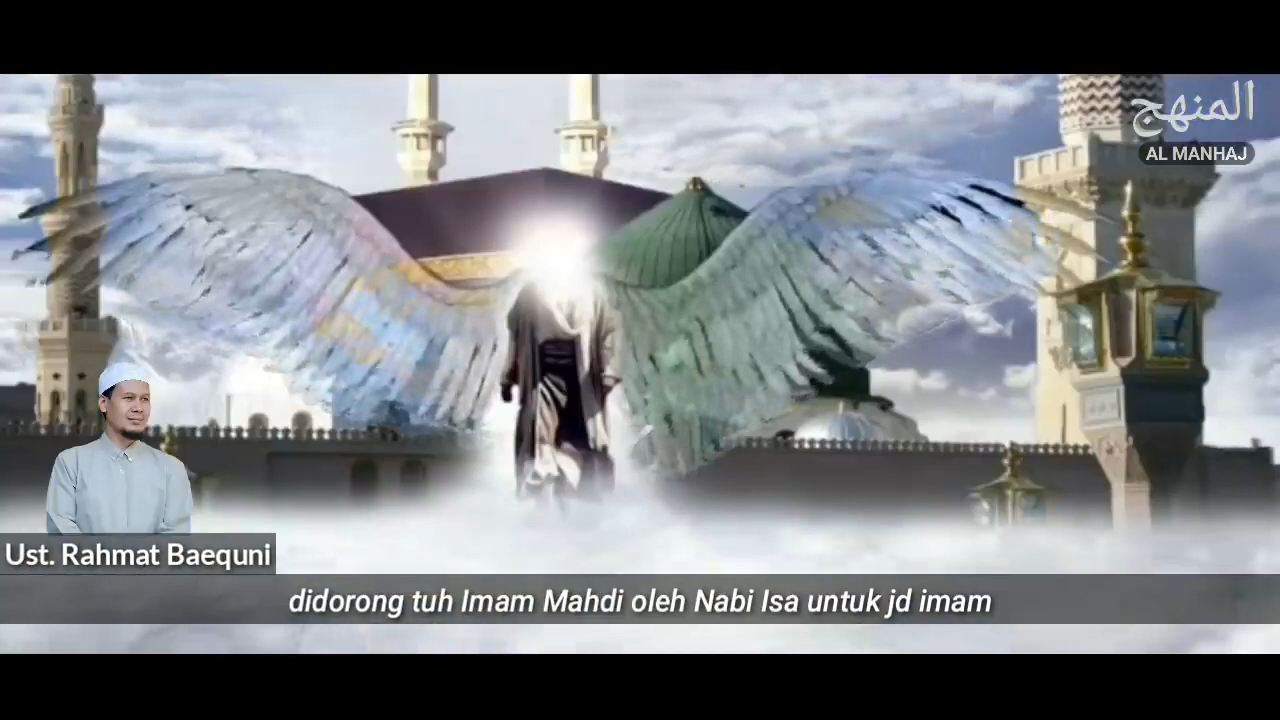 المنهج
AL MANHAJ
Ust. Rahmat Baequni
didorong tuh Imam Mahdi oleh Nabi Isa untuk jd imam